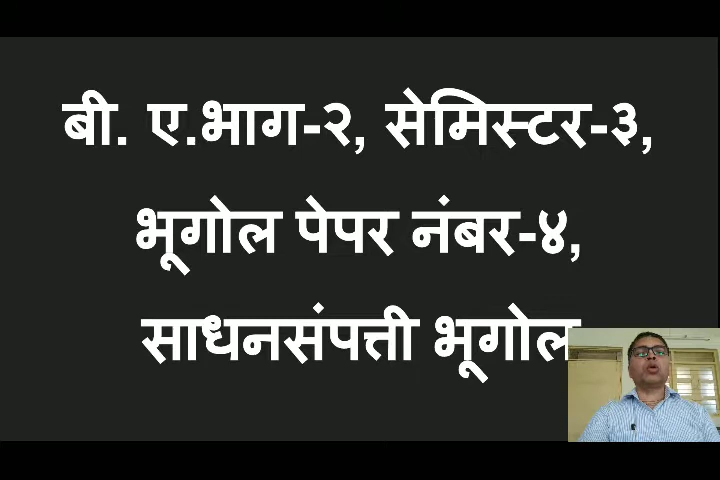 बी. ए.भाग-२, सेमिस्टर-३,
भूगोल पेपर नंबर-४,
साधनसंपत्ती भूगोल